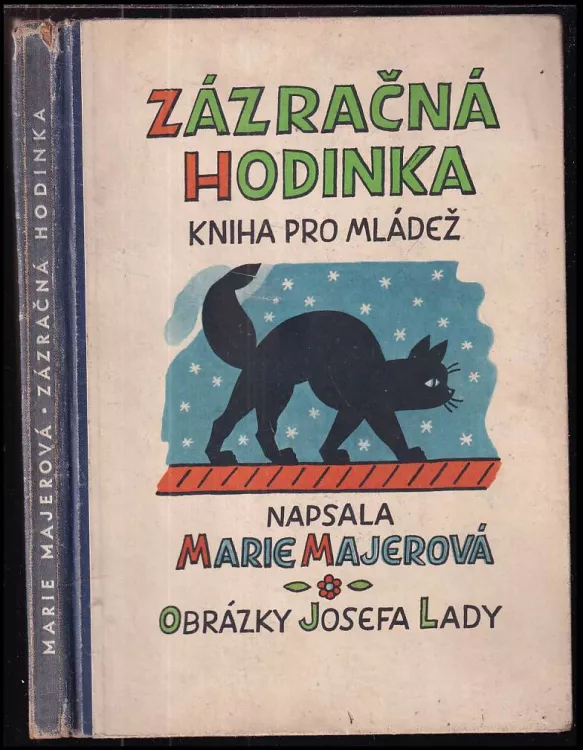 MARIE MAJEROVÁ · ZÁZRAČNÁ HODINKA
ZÁZRAČNÁ
HODINKA
KNIHA PRO MLÁDEŽ
NAPSALA
MARIE MAJEROVÁ
OBRÁZKY JOSEFA LADY